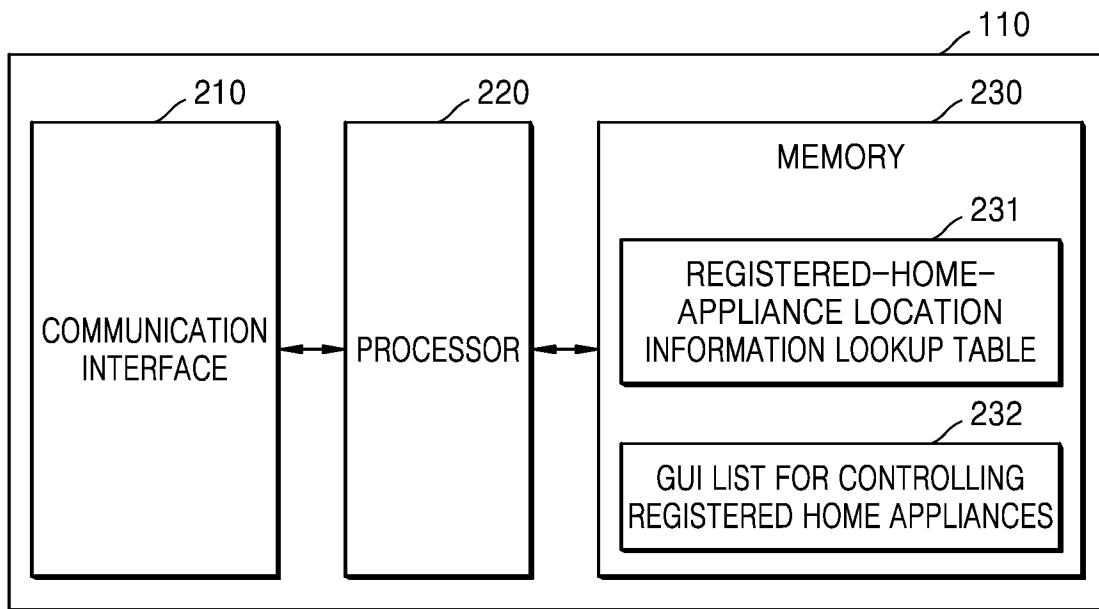 110
210
220
230
COMMUNICATION
INTERFACE
PROCESSOR
MEMORY
231
REGISTERED-HOME-
APPLIANCE LOCATION
INFORMATION LOOKUP TABLE
232
GUI LIST FOR CONTROLLING
REGISTERED HOME APPLIANCES